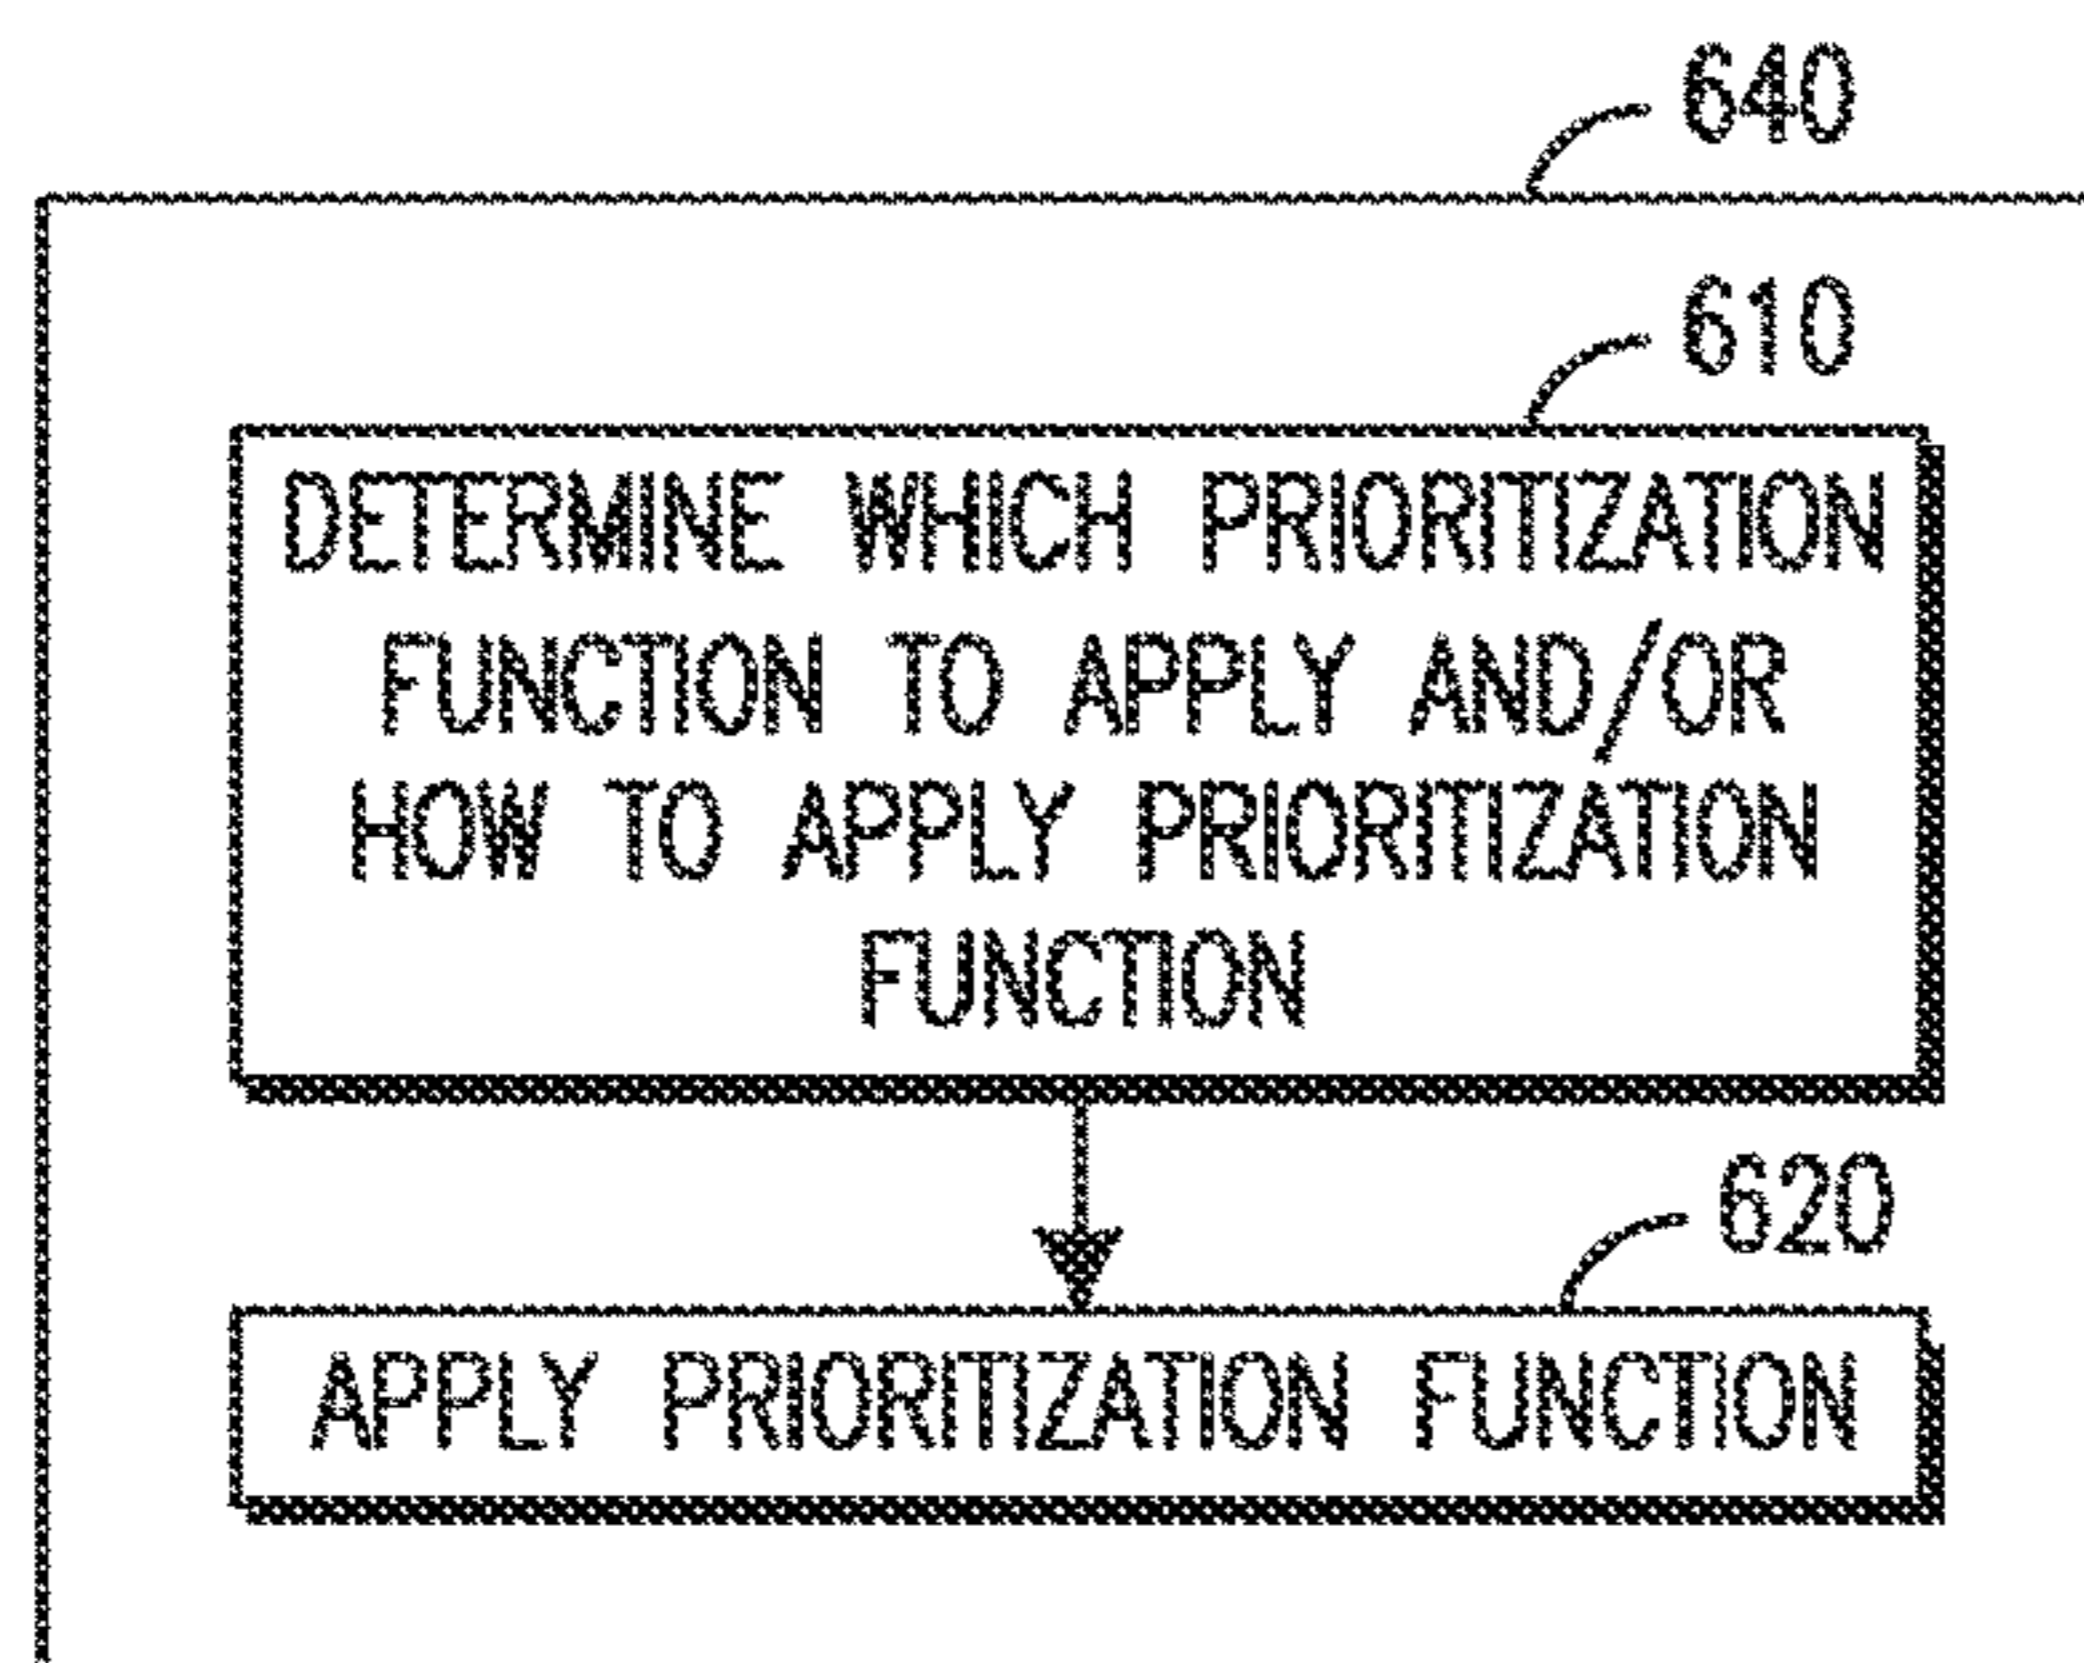 640
610
DETERMINE WHICH PRIORITIZATION
FUNCTION TO APPLY AND/OR
HOW TO APPLY PRIORITIZATION
FUNCTION
620
APPLY PRIORITIZATION FUNCTION